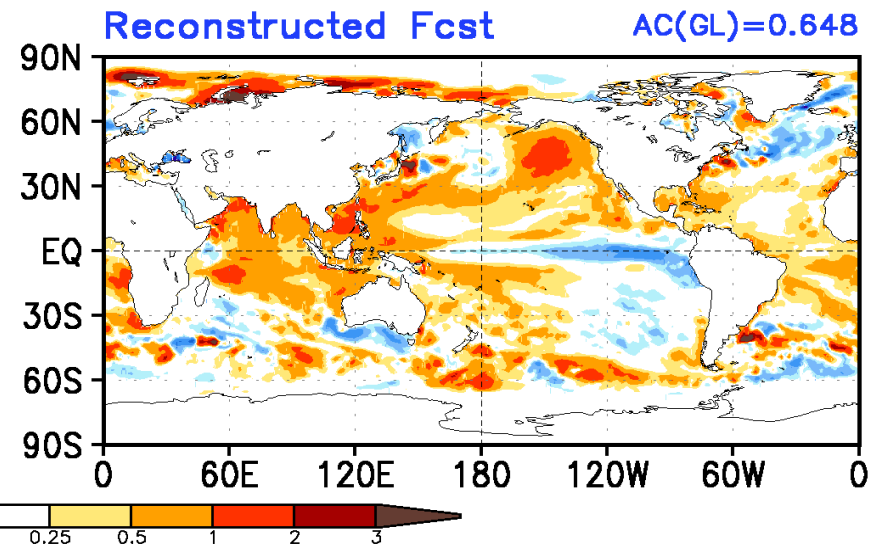 Reconstructed Fcst AC(GL)=0.648
90N
60N
30N
EQ
30S
60S
90S
0 60E 120E 180 120W 60W 0
0.25 0.5 1 2 3